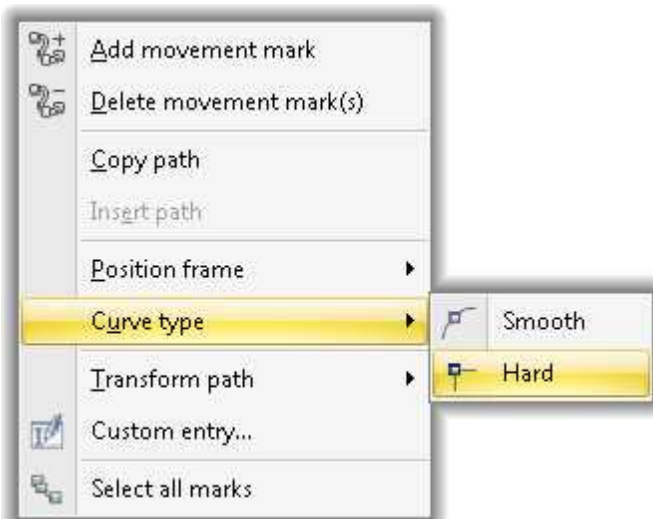 Add movement mark
Delete movement mark(s)
Copy path
Insert path
Position frame
Curve type
Smooth
Hard
Transform path
Custom entry...
Select all marks